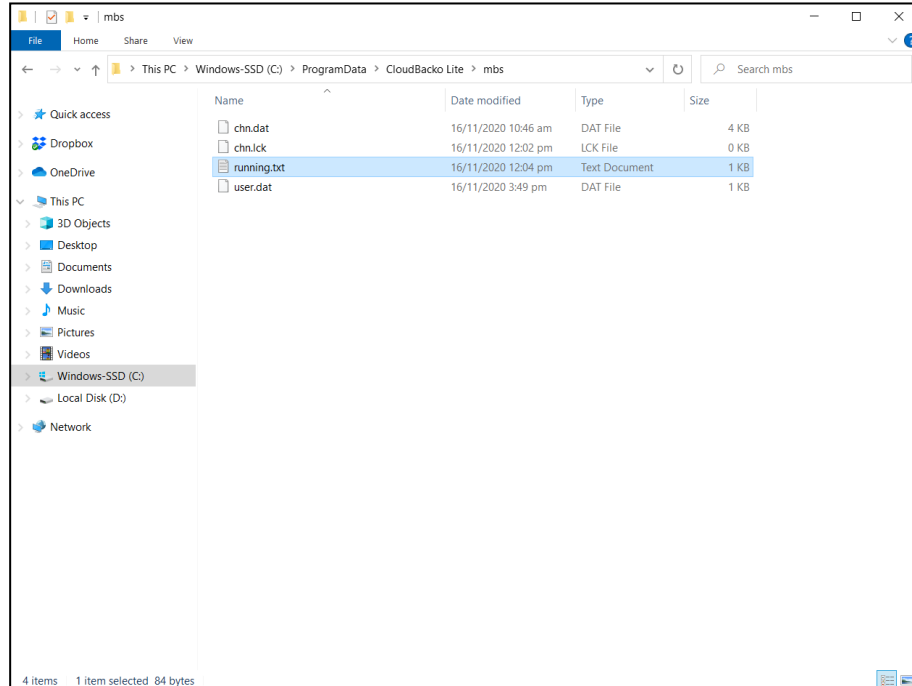 mbs
File Home Share View
This PC > Windows-SSD (C:) > ProgramData > CloudBacko Lite > mbs
Search mbs
Name Date modified Type Size
Quick access
Dropbox
OneDrive
This PC
3D Objects
Desktop
Documents
Downloads
Music
Pictures
Videos
Windows-SSD (C:)
Local Disk (D:)
Network
chn.dat 16/11/2020 10:46 am DAT File 4 KB
chn.lck 16/11/2020 12:02 pm LCK File 0 KB
running.txt 16/11/2020 12:04 pm Text Document 1 KB
user.dat 16/11/2020 3:49 pm DAT File 1 KB
4 items 1 item selected 84 bytes